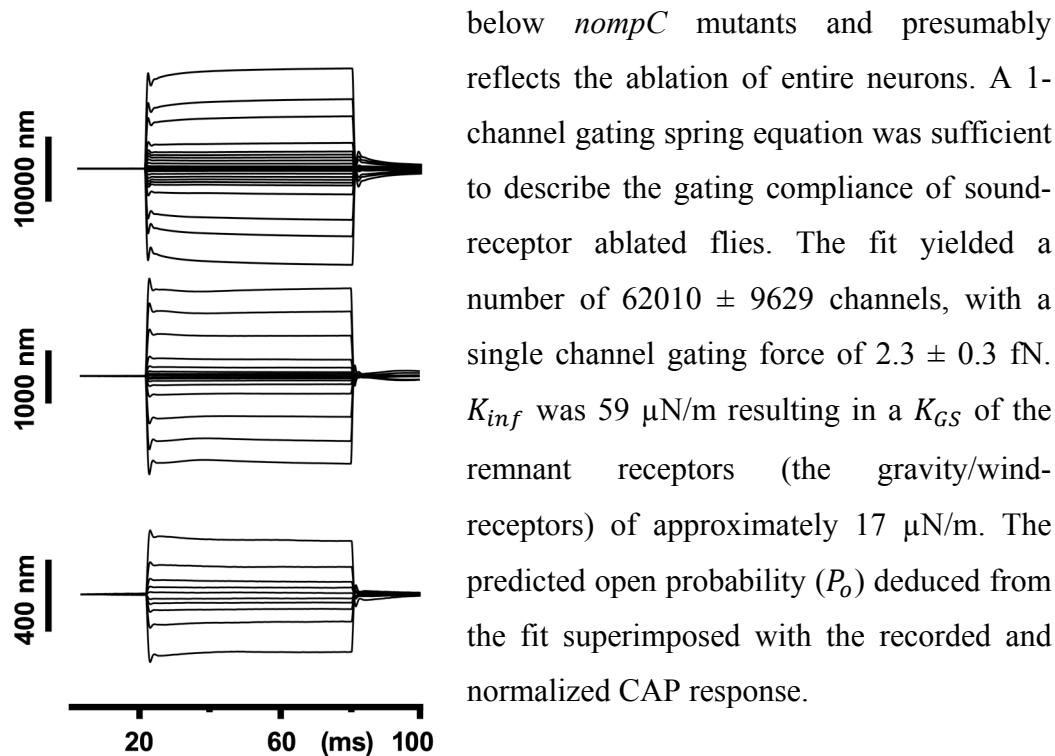 below nompC mutants and presumably
reflects the ablation of entire neurons. A 1-
channel gating spring equation was sufficient
to describe the gating compliance of sound-
receptor ablated flies. The fit yielded a
number of 62010 ± 9629 channels, with a
single channel gating force of 2.3 ± 0.3 fN.
K_inf was 59 µN/m resulting in a K_GS of the
remnant receptors (the gravity/wind-
receptors) of approximately 17 µN/m. The
predicted open probability (P_o) deduced from
the fit superimposed with the recorded and
normalized CAP response.
10000 nm
1000 nm
400 nm
20 60 (ms) 100